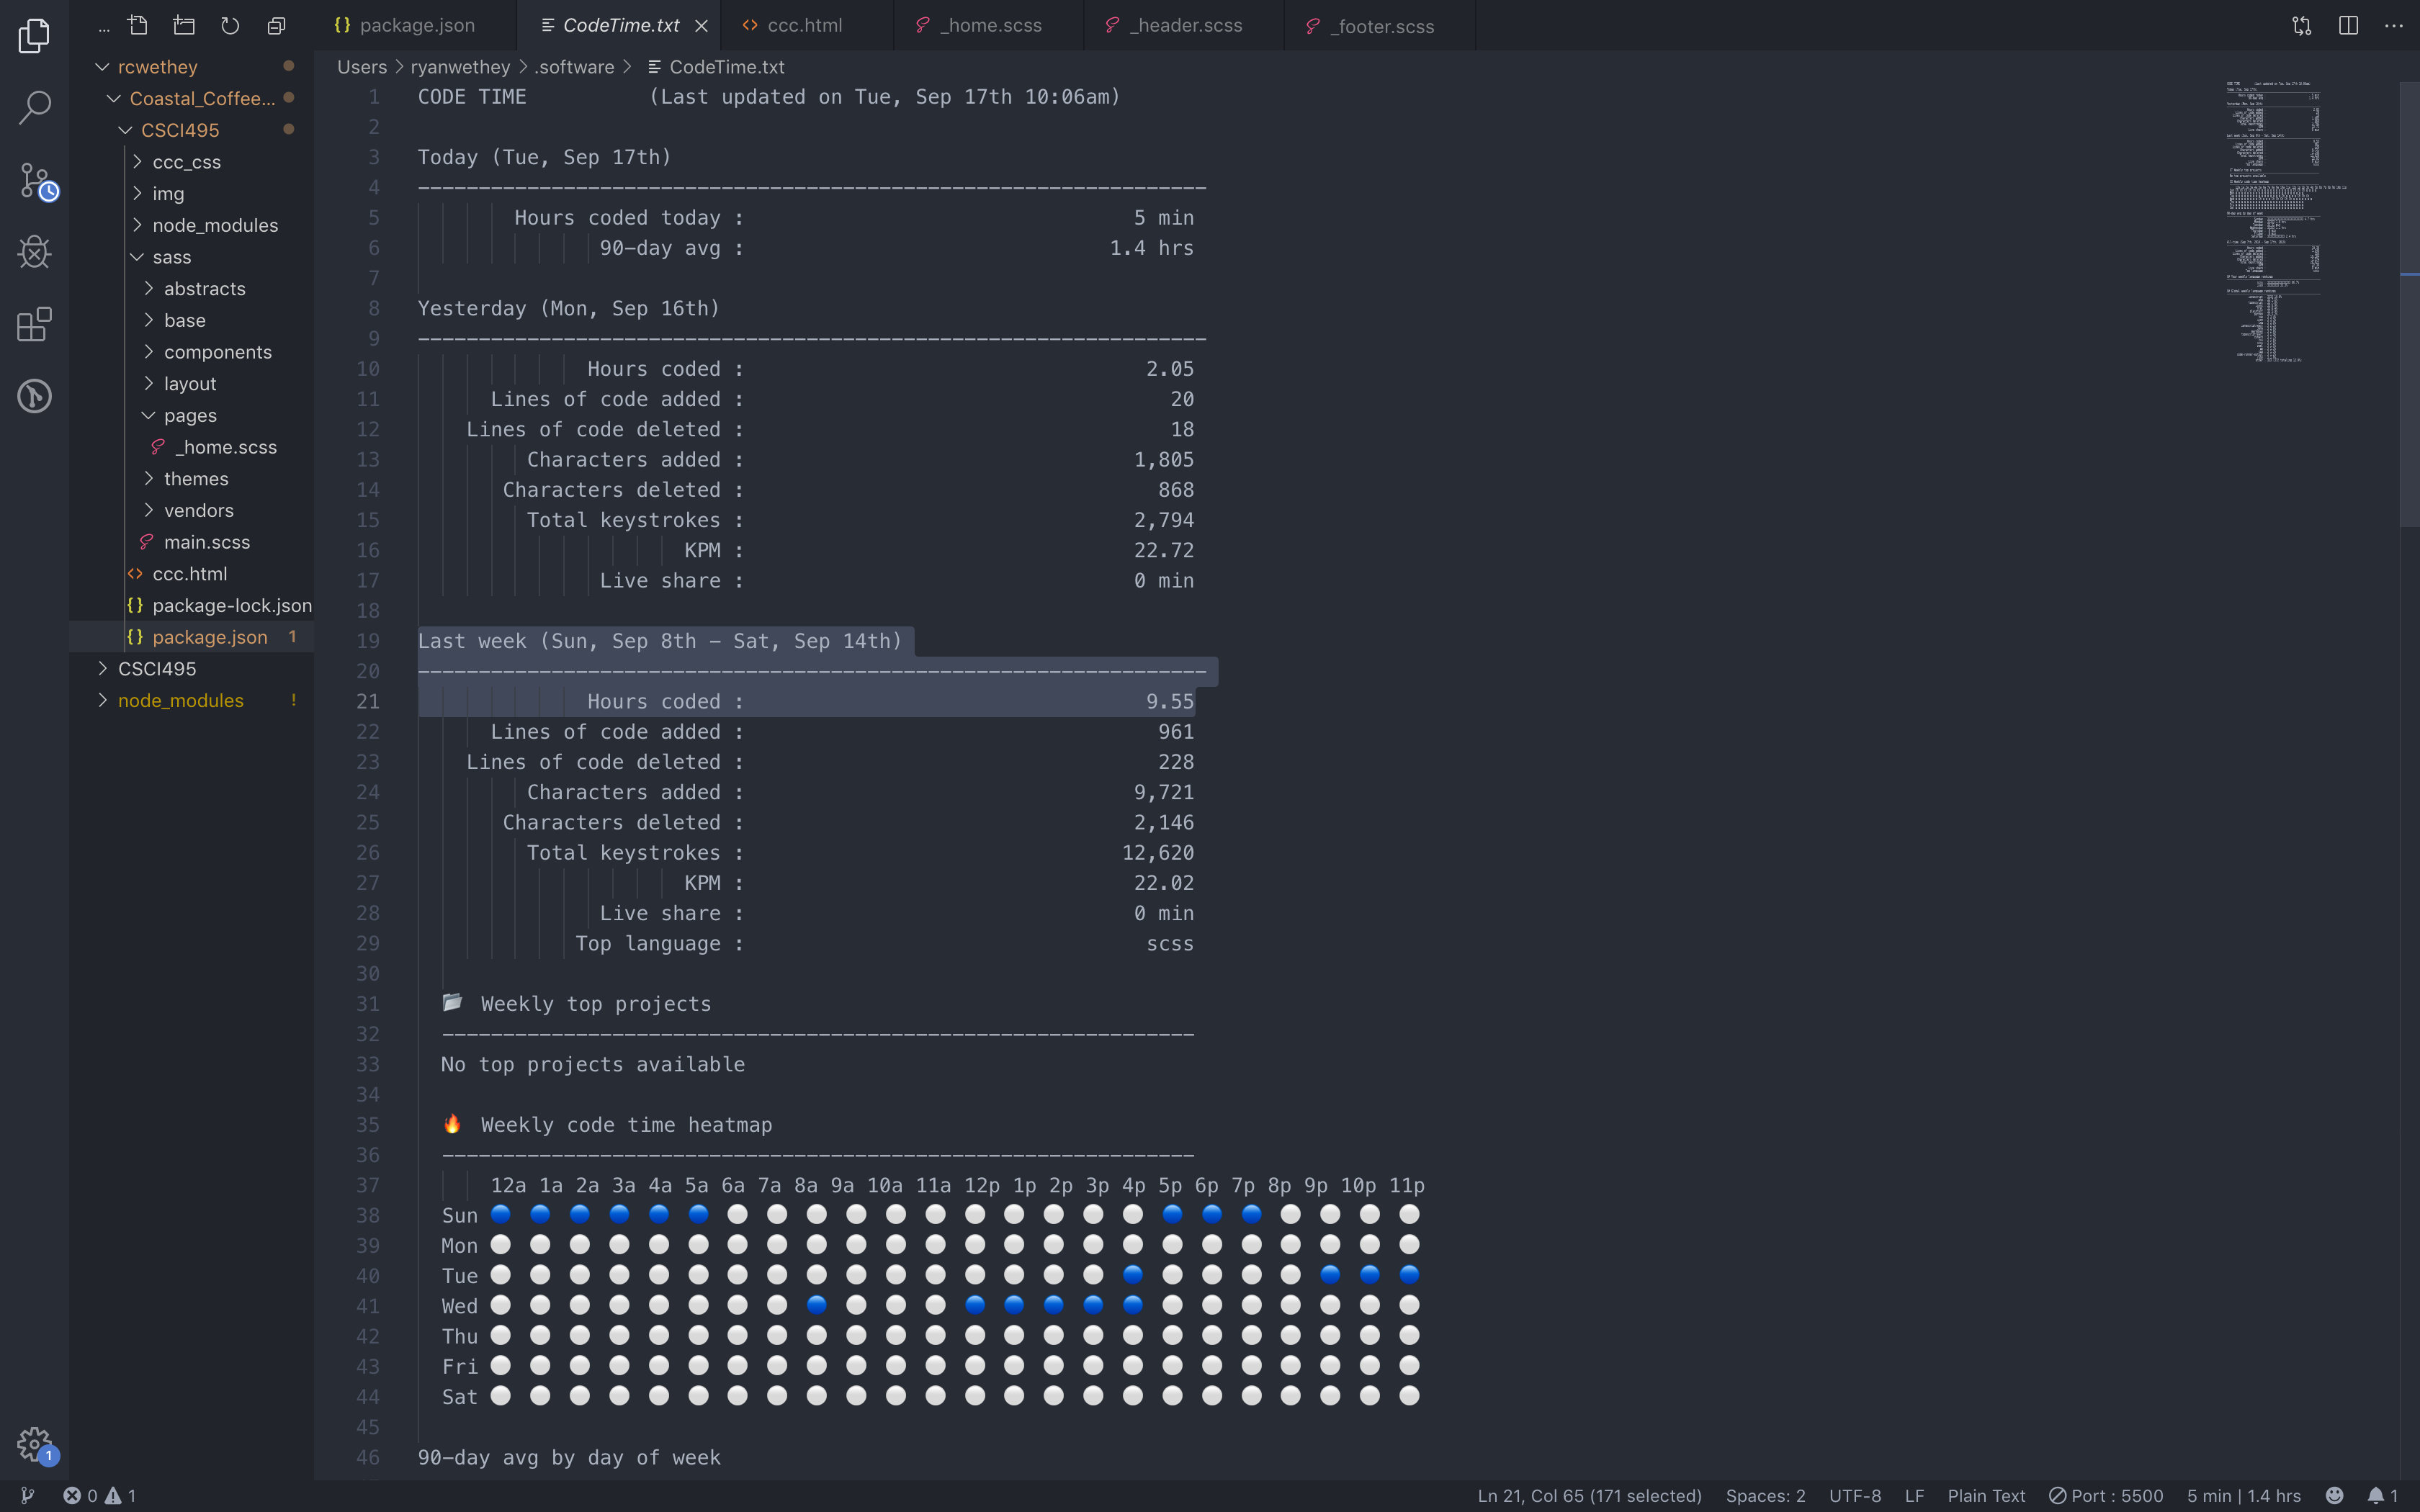 ...
package.json
CodeTime.txt
ccc.html
_home.scss
_header.scss
_footer.scss
rcwethey
Coastal_Coffee...
CSCI495
ccc_css
img
node_modules
sass
abstracts
base
components
layout
pages
_home.scss
themes
vendors
main.scss
ccc.html
package-lock.json
package.json 1
CSCI495
node_modules !
1
Users > ryanwethey > .software > CodeTime.txt
1 CODE TIME (Last updated on Tue, Sep 17th 10:06am)
2
3 Today (Tue, Sep 17th)
4 -----------------------------------------------------------------
5 Hours coded today : 5 min
6 90-day avg : 1.4 hrs
7
8 Yesterday (Mon, Sep 16th)
9 -----------------------------------------------------------------
10 Hours coded : 2.05
11 Lines of code added : 20
12 Lines of code deleted : 18
13 Characters added : 1,805
14 Characters deleted : 868
15 Total keystrokes : 2,794
16 KPM : 22.72
17 Live share : 0 min
18
19 Last week (Sun, Sep 8th - Sat, Sep 14th)
20 -----------------------------------------------------------------
21 Hours coded : 9.55
22 Lines of code added : 961
23 Lines of code deleted : 228
24 Characters added : 9,721
25 Characters deleted : 2,146
26 Total keystrokes : 12,620
27 KPM : 22.02
28 Live share : 0 min
29 Top language : scss
30
31 Weekly top projects
32 --------------------------------------------------------------
33 No top projects available
34
35 🔥 Weekly code time heatmap
36 --------------------------------------------------------------
37 12a 1a 2a 3a 4a 5a 6a 7a 8a 9a 10a 11a 12p 1p 2p 3p 4p 5p 6p 7p 8p 9p 10p 11p
38 Sun
39 Mon
40 Tue
41 Wed
42 Thu
43 Fri
44 Sat
45
46 90-day avg by day of week
0 1 Ln 21, Col 65 (171 selected) Spaces: 2 UTF-8 LF Plain Text Port : 5500 5 min | 1.4 hrs 1